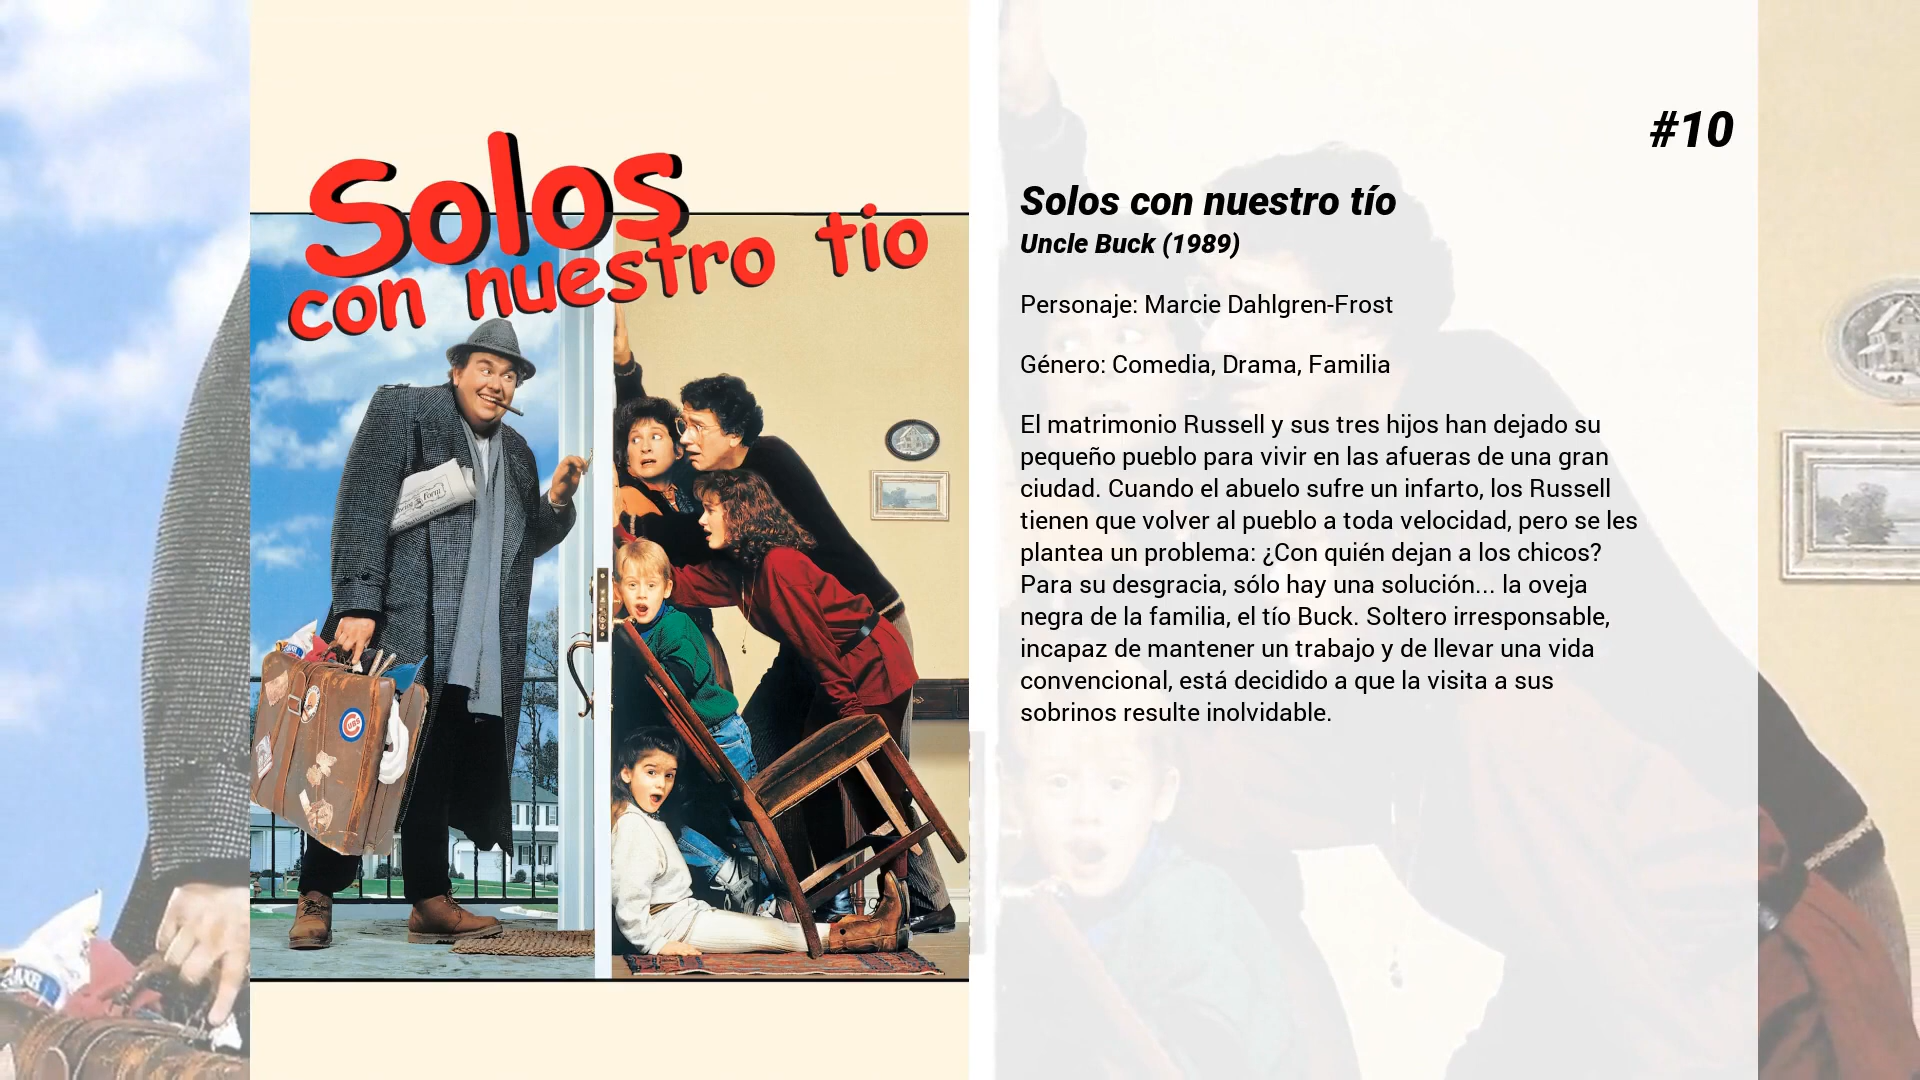 Solos
con nuestro tio
Form
CUBS
#10
Solos con nuestro tío
Uncle Buck (1989)
Personaje: Marcie Dahlgren-Frost
Género: Comedia, Drama, Familia
El matrimonio Russell y sus tres hijos han dejado su
pequeño pueblo para vivir en las afueras de una gran
ciudad. Cuando el abuelo sufre un infarto, los Russell
tienen que volver al pueblo a toda velocidad, pero se les
plantea un problema: ¿Con quién dejan a los chicos?
Para su desgracia, sólo hay una solución... la oveja
negra de la familia, el tío Buck. Soltero irresponsable,
incapaz de mantener un trabajo y de llevar una vida
convencional, está decidido a que la visita a sus
sobrinos resulte inolvidable.